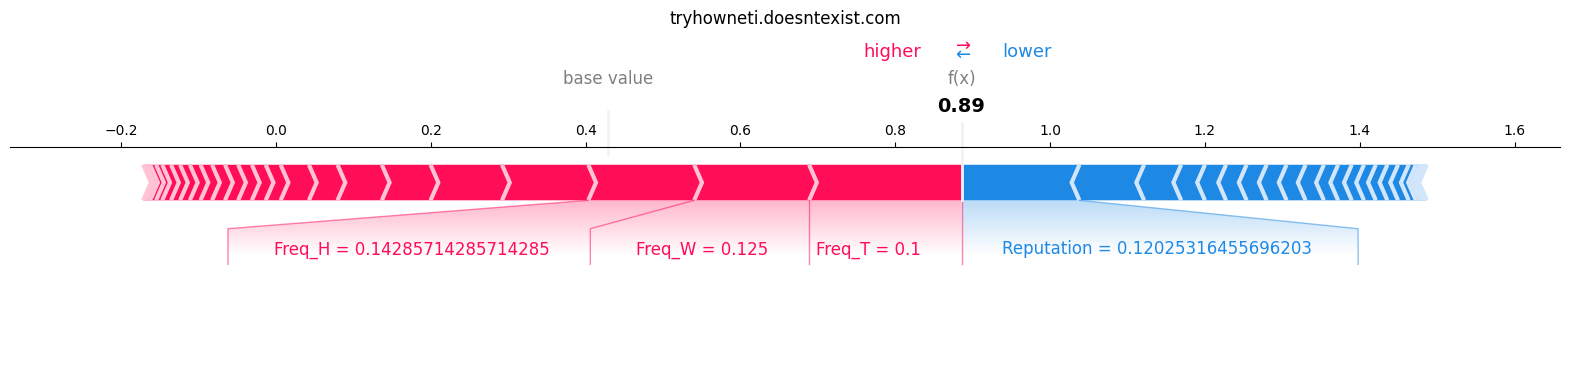 tryhowneti.doesntexist.com
higher ⇄ lower
base value f(x)
0.89
−0.2 0.0 0.2 0.4 0.6 0.8 1.0 1.2 1.4 1.6
Freq_H = 0.14285714285714285 Freq_W = 0.125 Freq_T = 0.1 Reputation = 0.12025316455696203